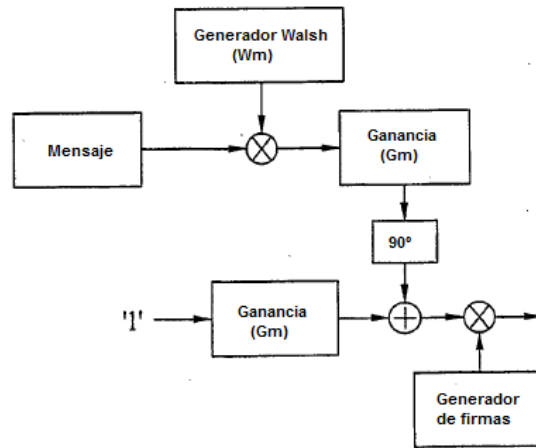 Generador Walsh
(Wm)
Mensaje
Ganancia
(Gm)
90º
'1'
Ganancia
(Gm)
Generador
de firmas